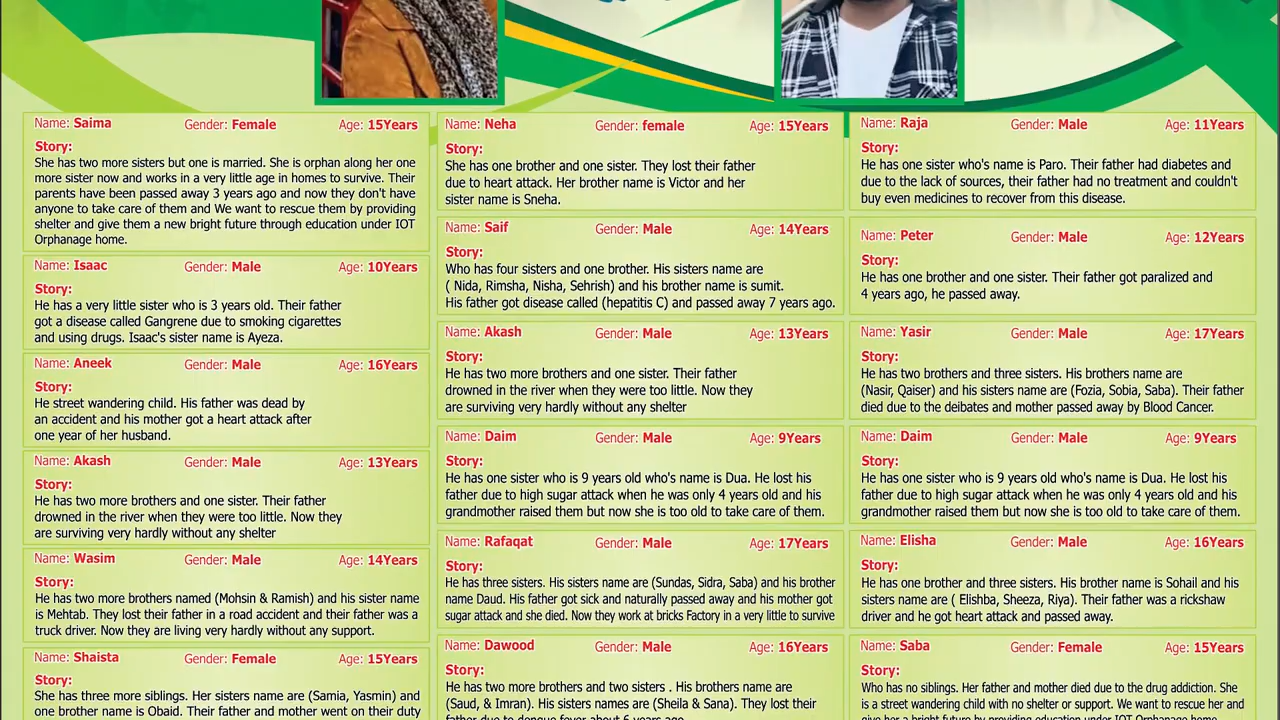 Name: Saima Gender: Female Age: 15Years
Story:
She has two more sisters but one is married. She is orphan along her one
more sister now and works in a very little age in homes to survive. Their
parents have been passed away 3 years ago and now they don't have
anyone to take care of them and We want to rescue them by providing
shelter and give them a new bright future through education under IOT
Orphanage home.
Name: Isaac Gender: Male Age: 10Years
Story:
He has a very little sister who is 3 years old. Their father
got a disease called Gangrene due to smoking cigarettes
and using drugs. Isaac's sister name is Ayeza.
Name: Aneek Gender: Male Age: 16Years
Story:
He street wandering child. His father was dead by
an accident and his mother got a heart attack after
one year of her husband.
Name: Akash Gender: Male Age: 13Years
Story:
He has two more brothers and one sister. Their father
drowned in the river when they were too little. Now they
are surviving very hardly without any shelter
Name: Wasim Gender: Male Age: 14Years
Story:
He has two more brothers named (Mohsin & Ramish) and his sister name
is Mehtab. They lost their father in a road accident and their father was a
truck driver. Now they are living very hardly without any support.
Name: Shaista Gender: Female Age: 15Years
Story:
She has three more siblings. Her sisters name are (Samia, Yasmin) and
one brother name is Obaid. Their father and mother went on their duty
Name: Neha Gender: female Age: 15Years
Story:
She has one brother and one sister. They lost their father
due to heart attack. Her brother name is Victor and her
sister name is Sneha.
Name: Saif Gender: Male Age: 14Years
Story:
Who has four sisters and one brother. His sisters name are
( Nida, Rimsha, Nisha, Sehrish) and his brother name is sumit.
His father got disease called (hepatitis C) and passed away 7 years ago.
Name: Akash Gender: Male Age: 13Years
Story:
He has two more brothers and one sister. Their father
drowned in the river when they were too little. Now they
are surviving very hardly without any shelter
Name: Daim Gender: Male Age: 9Years
Story:
He has one sister who is 9 years old who's name is Dua. He lost his
father due to high sugar attack when he was only 4 years old and his
grandmother raised them but now she is too old to take care of them.
Name: Rafaqat Gender: Male Age: 17Years
Story:
He has three sisters. His sisters name are (Sundas, Sidra, Saba) and his brother
name Daud. His father got sick and naturally passed away and his mother got
sugar attack and she died. Now they work at bricks Factory in a very little to survive
Name: Dawood Gender: Male Age: 16Years
Story:
He has two more brothers and two sisters . His brothers name are
(Saud, & Imran). His sisters names are (Sheila & Sana). They lost their
father due to dengue fever about 6 years ago.
Name: Raja Gender: Male Age: 11Years
Story:
He has one sister who's name is Paro. Their father had diabetes and
due to the lack of sources, their father had no treatment and couldn't
buy even medicines to recover from this disease.
Name: Peter Gender: Male Age: 12Years
Story:
He has one brother and one sister. Their father got paralized and
4 years ago, he passed away.
Name: Yasir Gender: Male Age: 17Years
Story:
He has two brothers and three sisters. His brothers name are
(Nasir, Qaiser) and his sisters name are (Fozia, Sobia, Saba). Their father
died due to the deibates and mother passed away by Blood Cancer.
Name: Daim Gender: Male Age: 9Years
Story:
He has one sister who is 9 years old who's name is Dua. He lost his
father due to high sugar attack when he was only 4 years old and his
grandmother raised them but now she is too old to take care of them.
Name: Elisha Gender: Male Age: 16Years
Story:
He has one brother and three sisters. His brother name is Sohail and his
sisters name are ( Elishba, Sheeza, Riya). Their father was a rickshaw
driver and he got heart attack and passed away.
Name: Saba Gender: Female Age: 15Years
Story:
Who has no siblings. Her father and mother died due to the drug addiction. She
is a street wandering child with no shelter or support. We want to rescue her and
give her a bright future by providing education under IOT Orphanage home